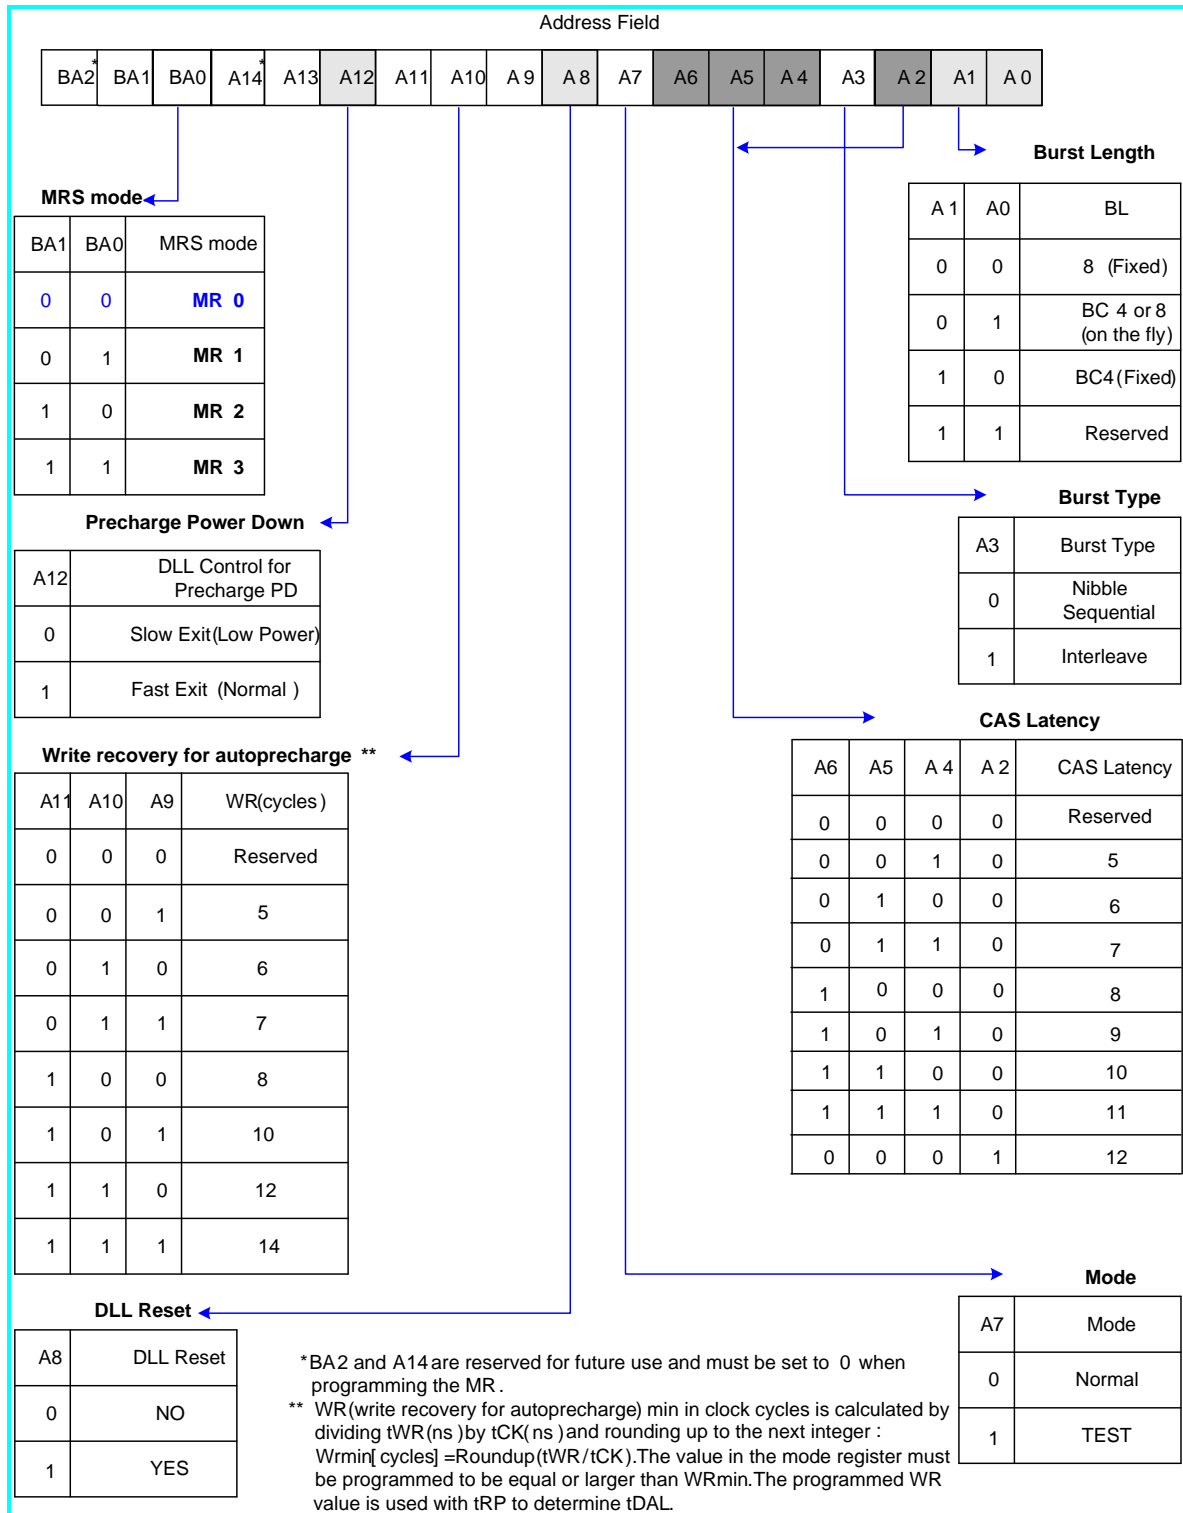 Address Field
BA2* BA1 BA0 A14* A13 A12 A11 A10 A9 A8 A7 A6 A5 A4 A3 A2 A1 A0
MRS mode
BA1 BA0 MRS mode
0 0 MR 0
0 1 MR 1
1 0 MR 2
1 1 MR 3
Precharge Power Down
A12 DLL Control for
Precharge PD
0 Slow Exit(Low Power)
1 Fast Exit (Normal )
Write recovery for autoprecharge **
A11 A10 A9 WR(cycles)
0 0 0 Reserved
0 0 1 5
0 1 0 6
0 1 1 7
1 0 0 8
1 0 1 10
1 1 0 12
1 1 1 14
DLL Reset
A8 DLL Reset
0 NO
1 YES
Burst Length
A1 A0 BL
0 0 8 (Fixed)
0 1 BC 4 or 8
(on the fly)
1 0 BC4(Fixed)
1 1 Reserved
Burst Type
A3 Burst Type
0 Nibble
Sequential
1 Interleave
CAS Latency
A6 A5 A4 A2 CAS Latency
0 0 0 0 Reserved
0 0 1 0 5
0 1 0 0 6
0 1 1 0 7
1 0 0 0 8
1 0 1 0 9
1 1 0 0 10
1 1 1 0 11
0 0 0 1 12
Mode
A7 Mode
0 Normal
1 TEST
*BA2 and A14 are reserved for future use and must be set to 0 when
programming the MR.
** WR(write recovery for autoprecharge) min in clock cycles is calculated by
dividing tWR(ns) by tCK(ns) and rounding up to the next integer :
Wrmin[cycles] =Roundup(tWR/tCK).The value in the mode register must
be programmed to be equal or larger than WRmin.The programmed WR
value is used with tRP to determine tDAL.